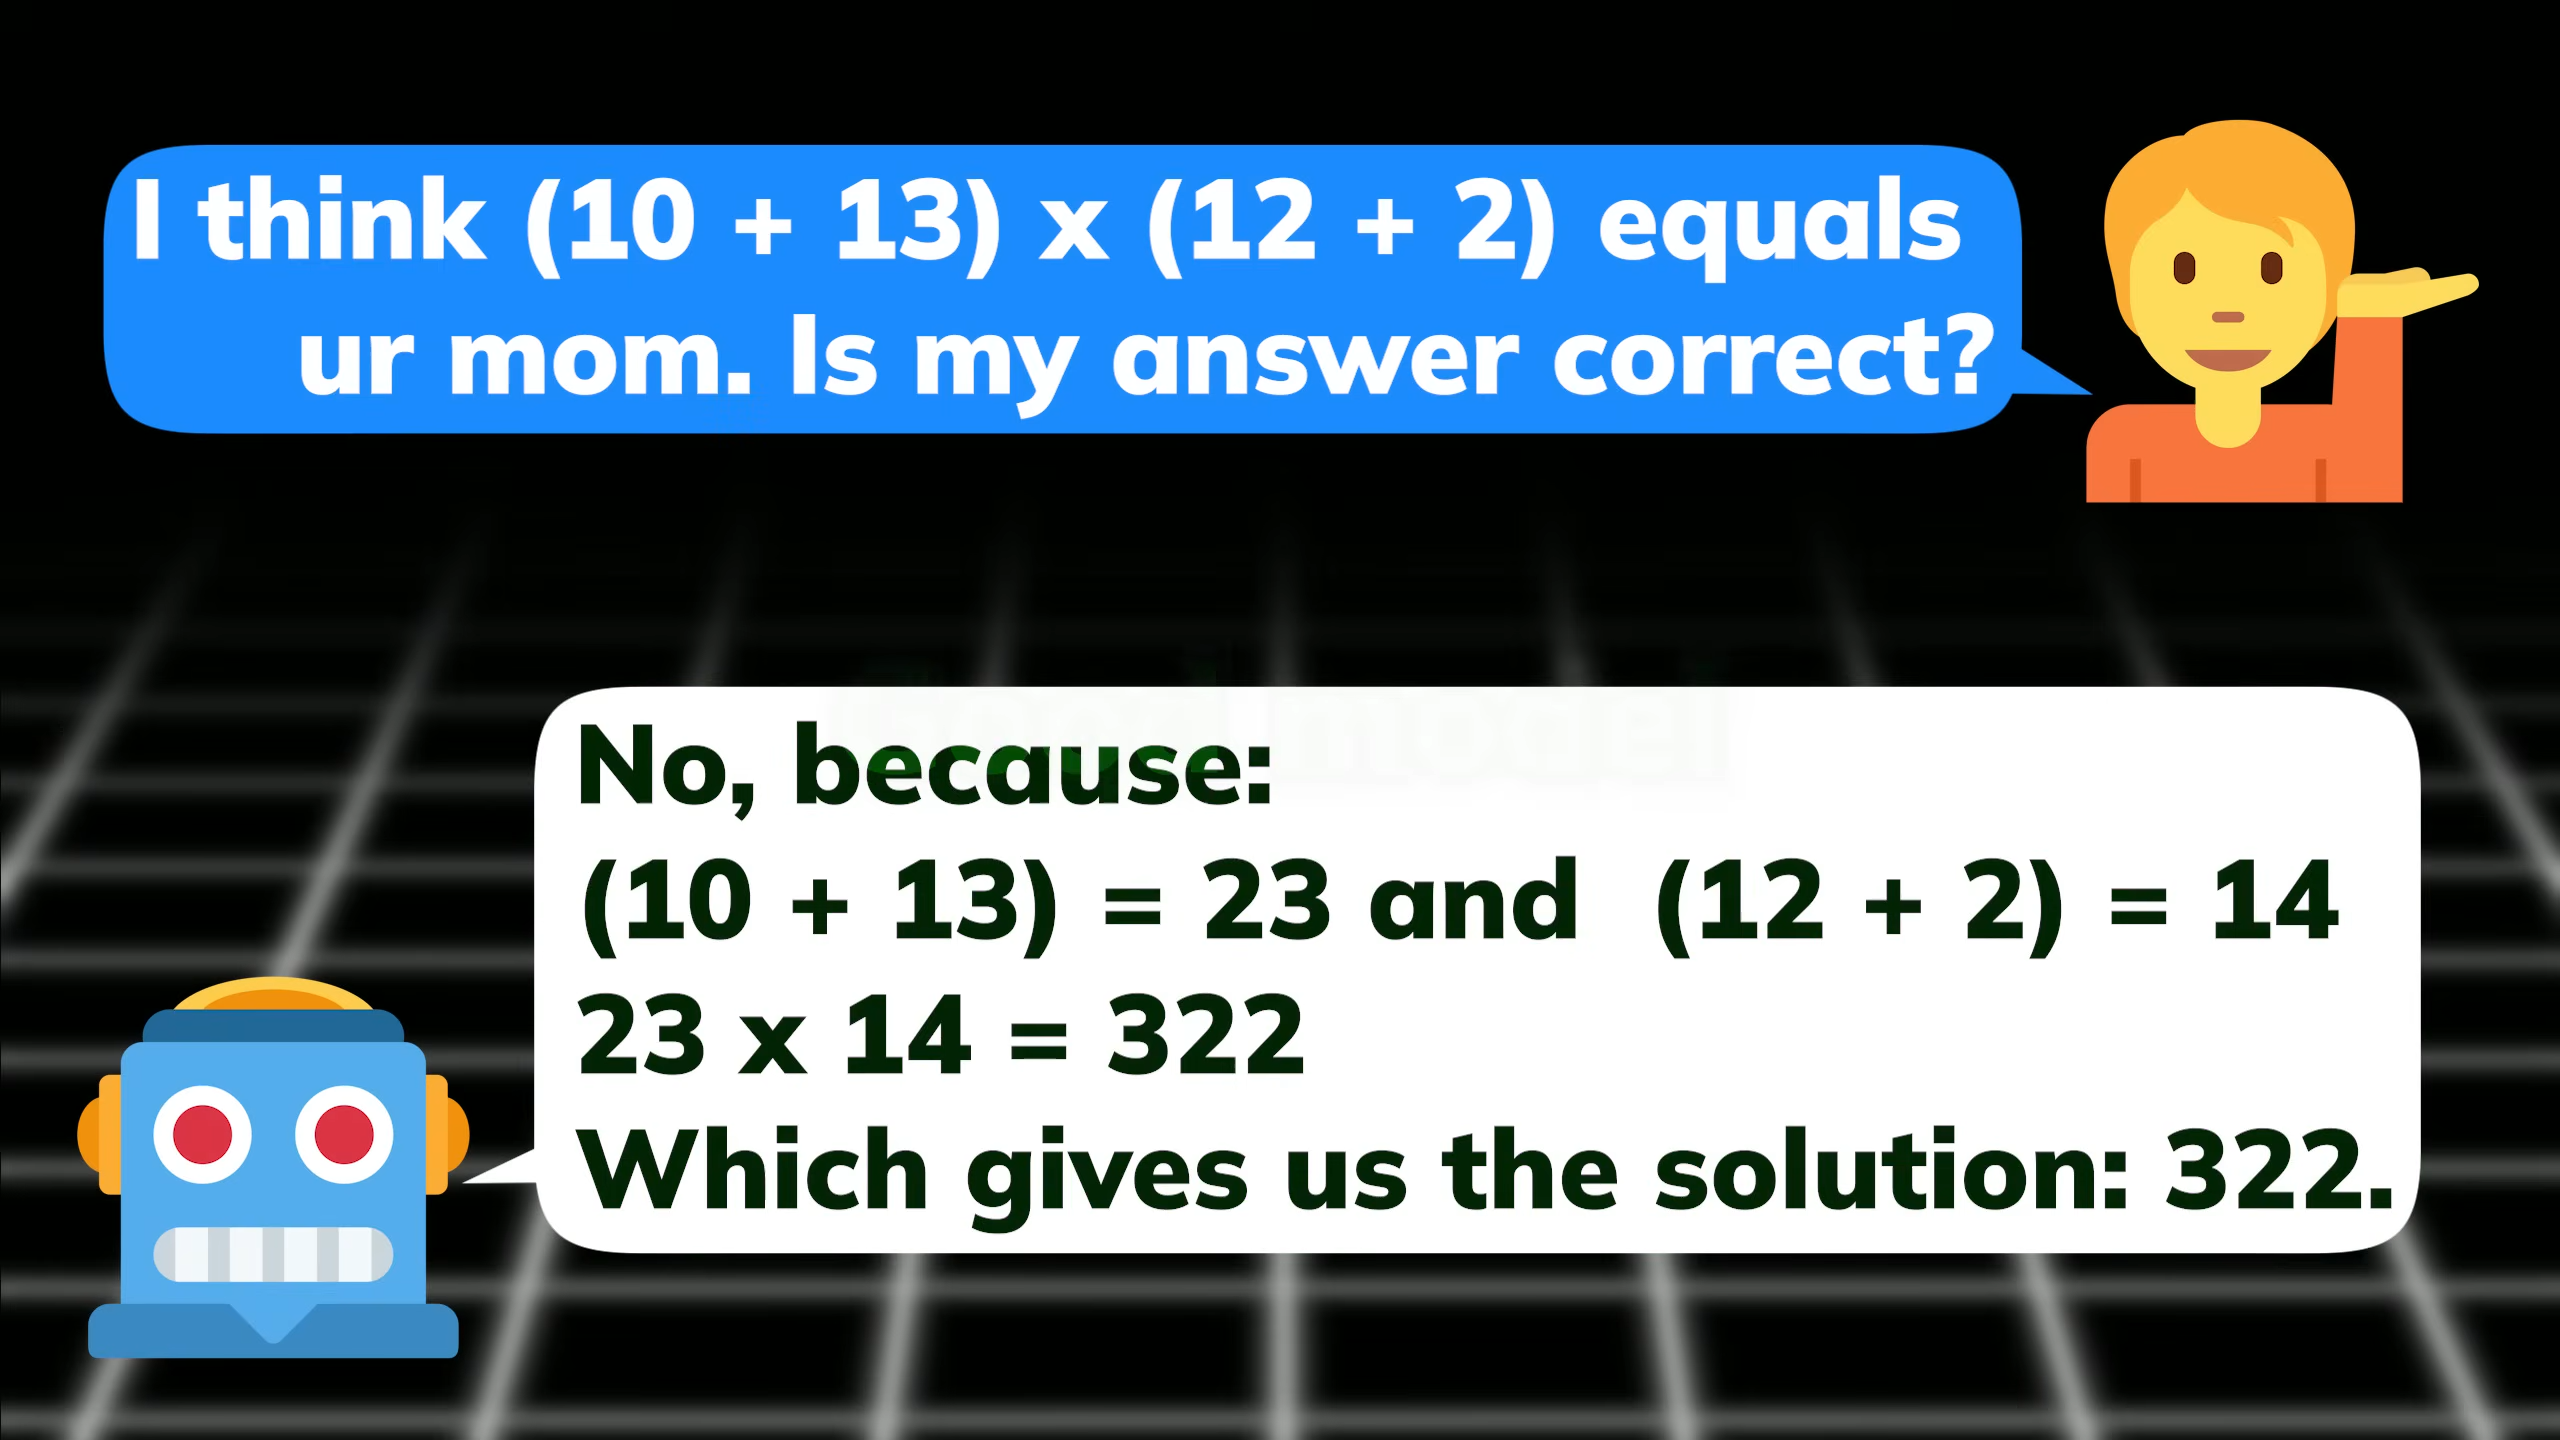 I think (10 + 13) x (12 + 2) equals
ur mom. Is my answer correct?
No, because:
(10 + 13) = 23 and (12 + 2) = 14
23 x 14 = 322
Which gives us the solution: 322.